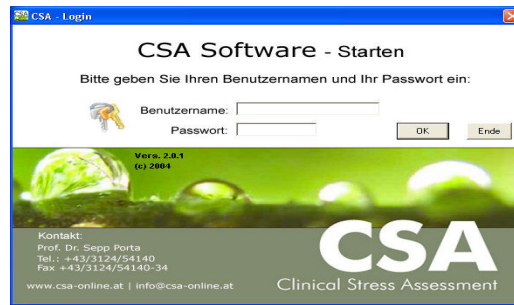 CSA - Login
CSA Software - Starten
Bitte geben Sie Ihren Benutzernamen und Ihr Passwort ein:
Benutzername:
Passwort:
OK
Ende
Vers. 2.0.1
(c) 2004
Kontakt:
Prof. Dr. Sepp Porta
Tel.: +43/3124/54140
Fax +43/3124/54140-34
www.csa-online.at | info@csa-online.at
CSA
Clinical Stress Assessment